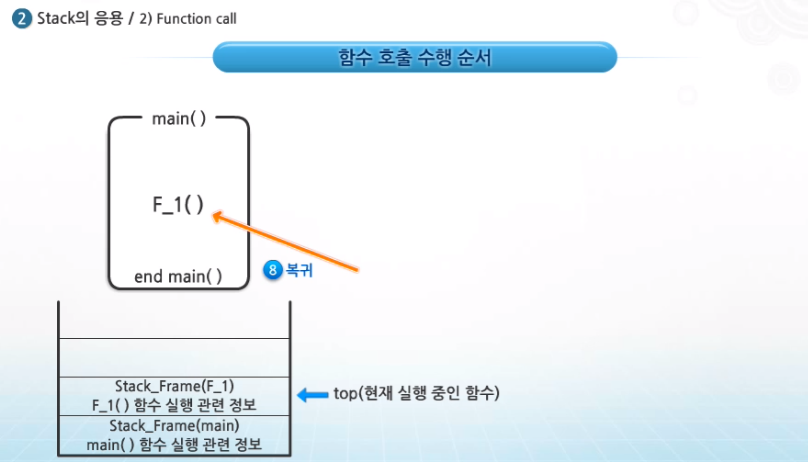 2 Stack의 응용 / 2) Function call
함수 호출 수행 순서
main( )
F_1( )
end main( )
8 복귀
Stack_Frame(F_1)
F_1( ) 함수 실행 관련 정보
top(현재 실행 중인 함수)
Stack_Frame(main)
main( ) 함수 실행 관련 정보